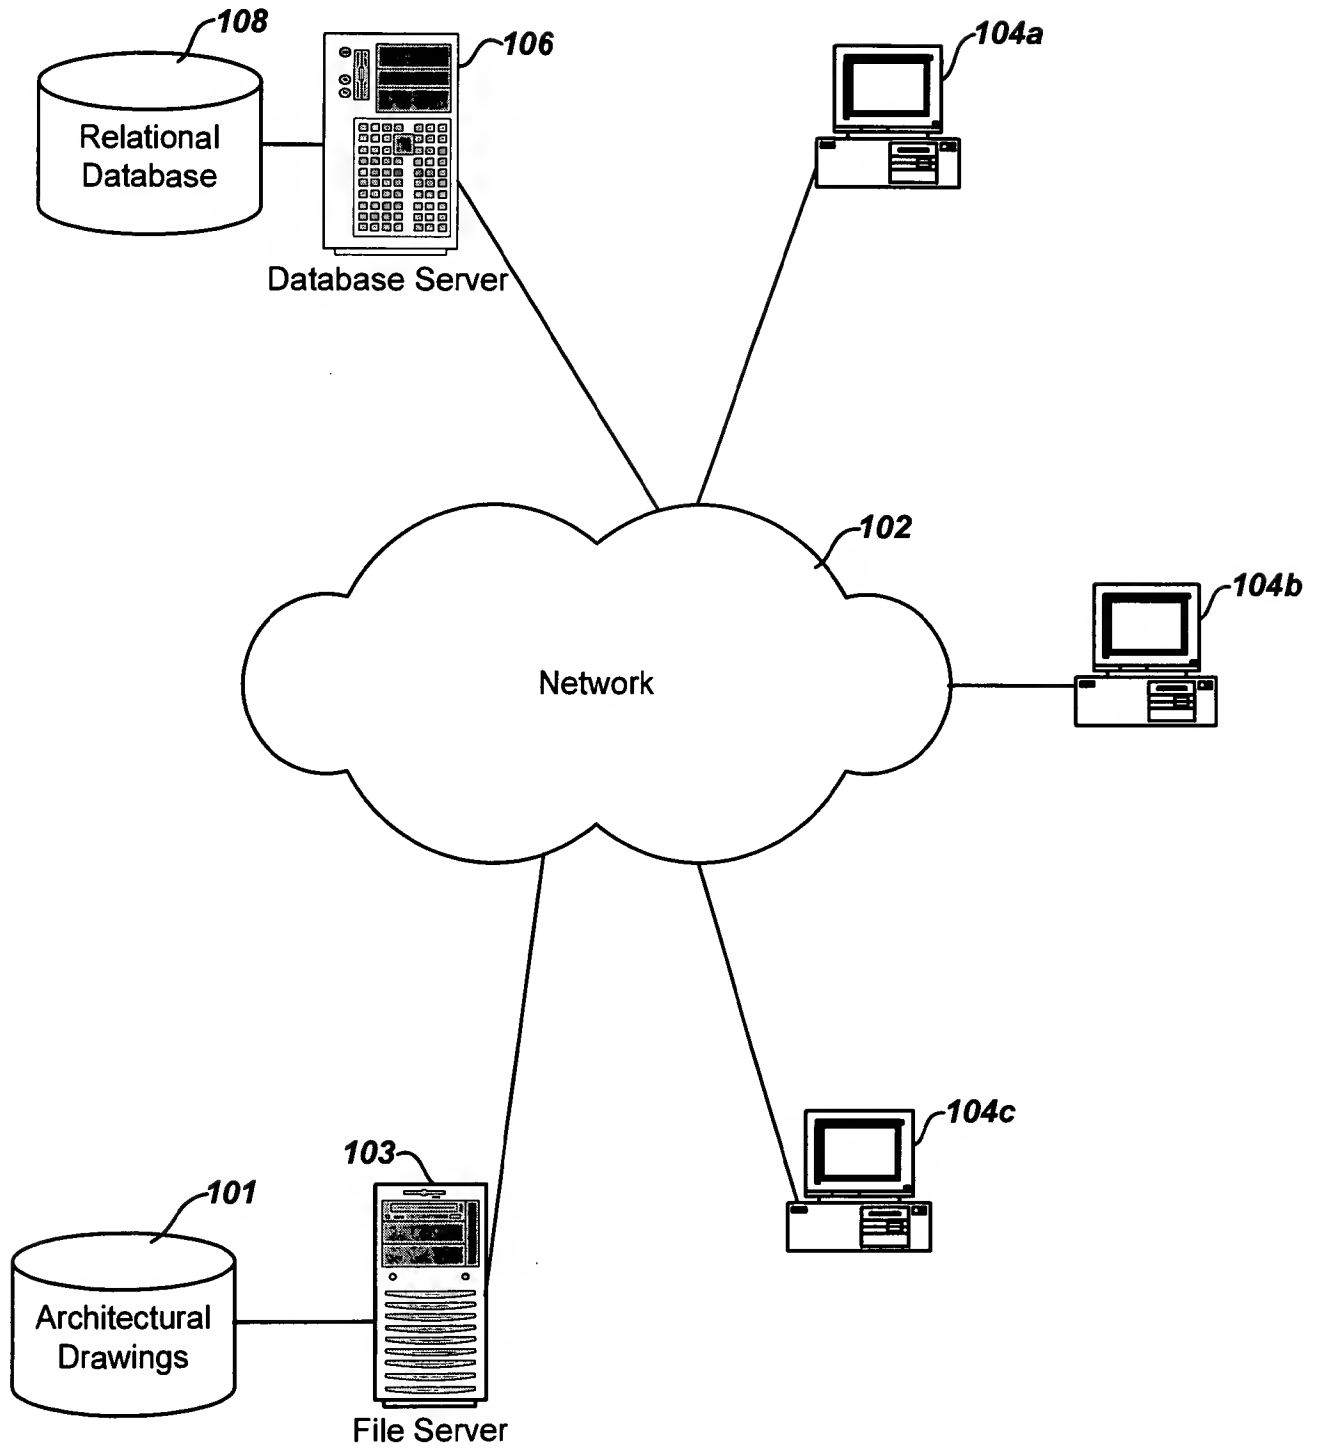 108
106
104a
Relational
Database
Database Server
102
104b
Network
104c
103
101
Architectural
Drawings
File Server